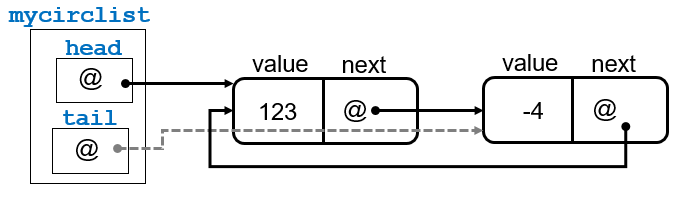 mycirclist
head
@
tail
@
value next
123 @
value next
-4 @